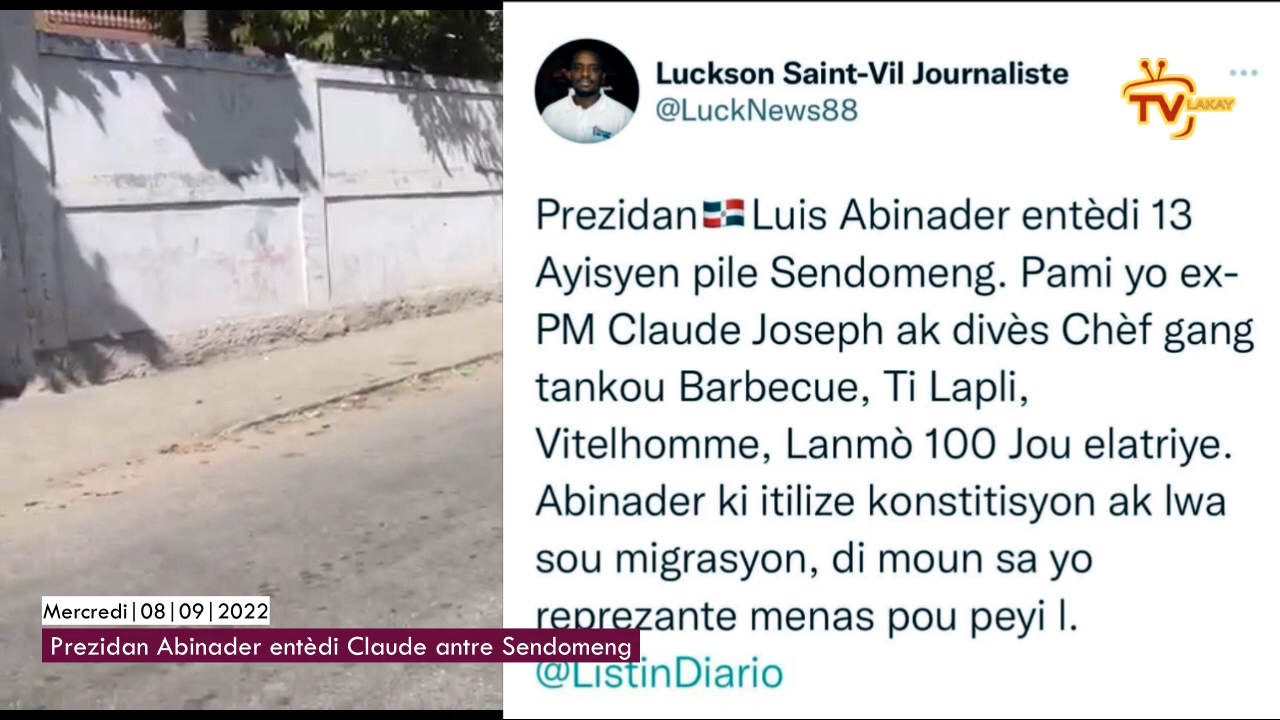 Luckson Saint-Vil Journaliste
@LuckNews88
TV LAKAY
Prezidan🇩🇴Luis Abinader entèdi 13
Ayisyen pile Sendomeng. Pami yo ex-
PM Claude Joseph ak divès Chèf gang
tankou Barbecue, Ti Lapli,
Vitelhomme, Lanmò 100 Jou elatriye.
Abinader ki itilize konstitisyon ak lwa
sou migrasyon, di moun sa yo
reprezante menas pou peyi l.
@ListinDiario
Mercredi|08|09|2022
Prezidan Abinader entèdi Claude antre Sendomeng